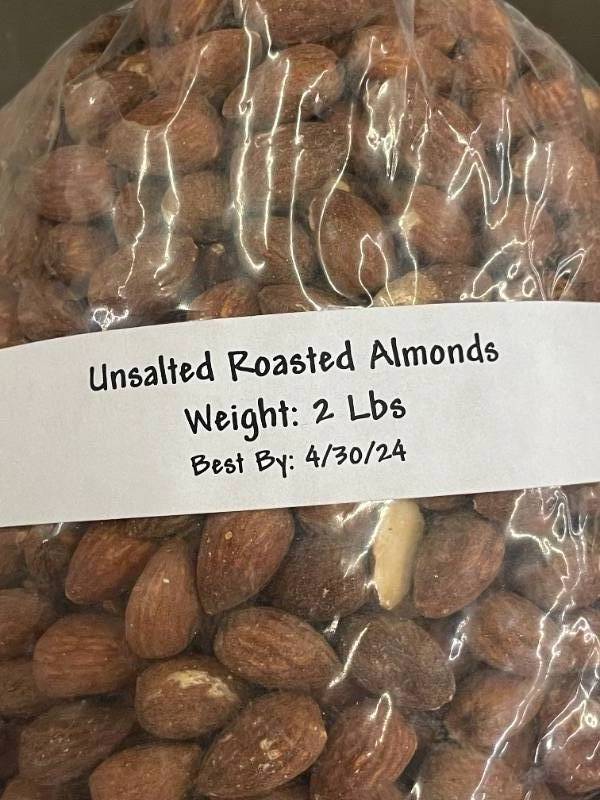 Unsalted Roasted Almonds
Weight: 2 Lbs
Best By: 4/30/24